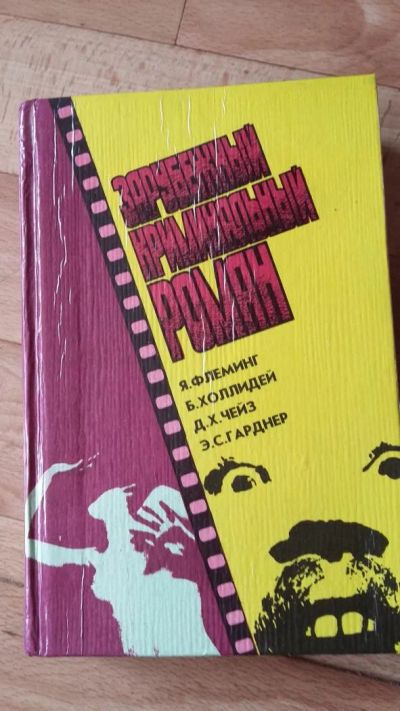 ЗАРУБЕЖНЫЙ
КРИМИНАЛЬНЫЙ
РОМАН
Я.ФЛЕМИНГ
Б.ХОЛЛИДЕЙ
Д.Х.ЧЕЙЗ
Э.С.ГАРДНЕР